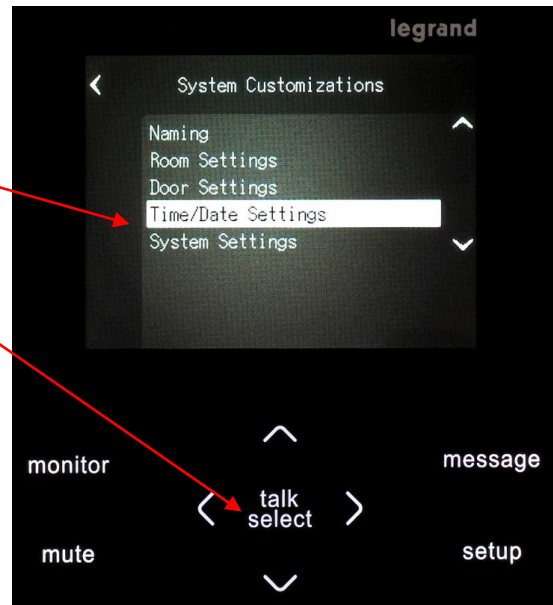 legrand
System Customizations
Naming
Room Settings
Door Settings
Time/Date Settings
System Settings
monitor
message
talk
select
mute
setup